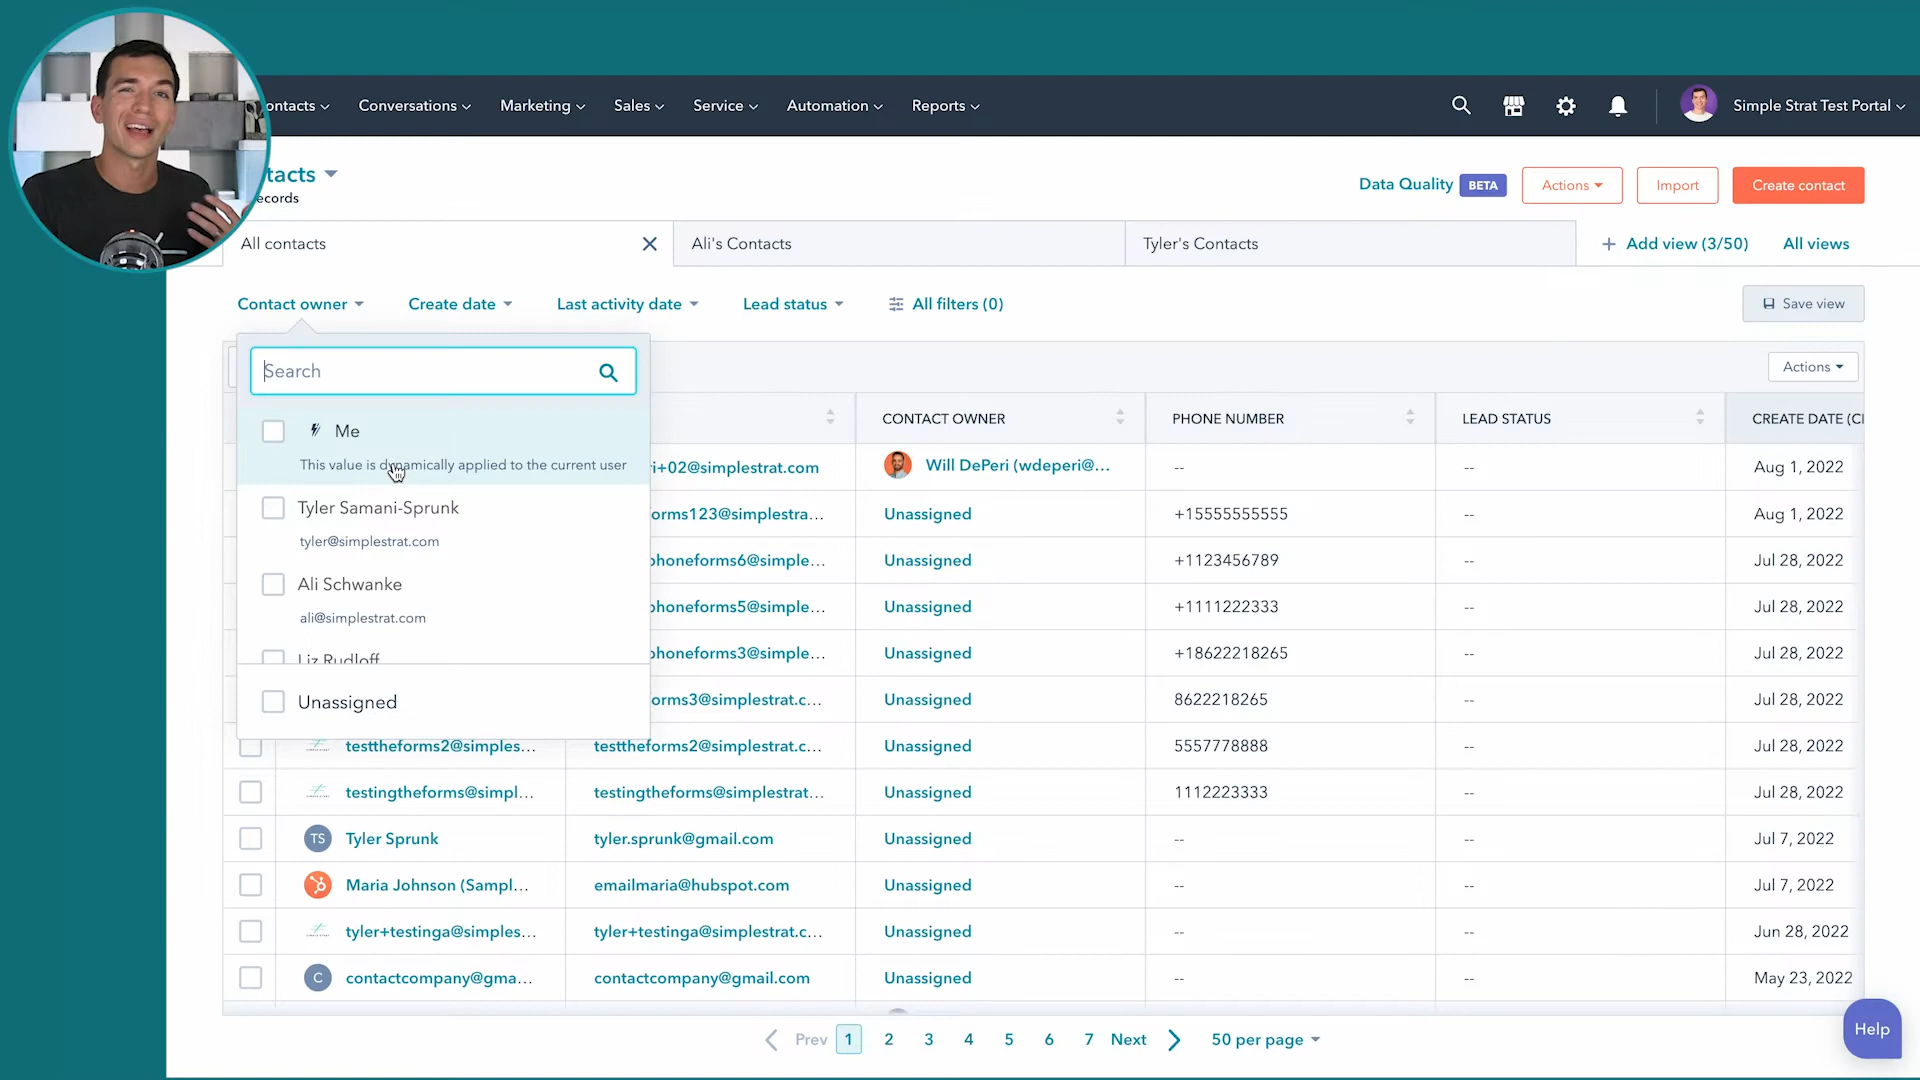 ontacts Conversations Marketing Sales Service Automation Reports Simple Strat Test Portal
tacts
ecords
Data Quality BETA Actions Import Create contact
All contacts Ali's Contacts Tyler's Contacts + Add view (3/50) All views
Contact owner Create date Last activity date Lead status All filters (0) Save view
Search
Actions
Me
This value is dynamically applied to the current user
Tyler Samani-Sprunk
tyler@simplestrat.com
Ali Schwanke
ali@simplestrat.com
Liz Rudloff
Unassigned
CONTACT OWNER PHONE NUMBER LEAD STATUS CREATE DATE (C
ri+02@simplestrat.com Will DePeri (wdeperi@... -- -- Aug 1, 2022
orms123@simplestra... Unassigned +15555555555 -- Aug 1, 2022
phoneforms6@simple... Unassigned +1123456789 -- Jul 28, 2022
phoneforms5@simple... Unassigned +1111222333 -- Jul 28, 2022
phoneforms3@simple... Unassigned +18622218265 -- Jul 28, 2022
orms3@simplestrat.c... Unassigned 8622218265 -- Jul 28, 2022
testtheforms2@simples... testtheforms2@simplestrat.c... Unassigned 5557778888 -- Jul 28, 2022
testingtheforms@simpl... testingtheforms@simplestrat... Unassigned 1112223333 -- Jul 28, 2022
TS Tyler Sprunk tyler.sprunk@gmail.com Unassigned -- -- Jul 7, 2022
Maria Johnson (Sampl... emailmaria@hubspot.com Unassigned -- -- Jul 7, 2022
tyler+testinga@simples... tyler+testinga@simplestrat.c... Unassigned -- -- Jun 28, 2022
C contactcompany@gma... contactcompany@gmail.com Unassigned -- -- May 23, 2022
Prev 1 2 3 4 5 6 7 Next 50 per page
Help